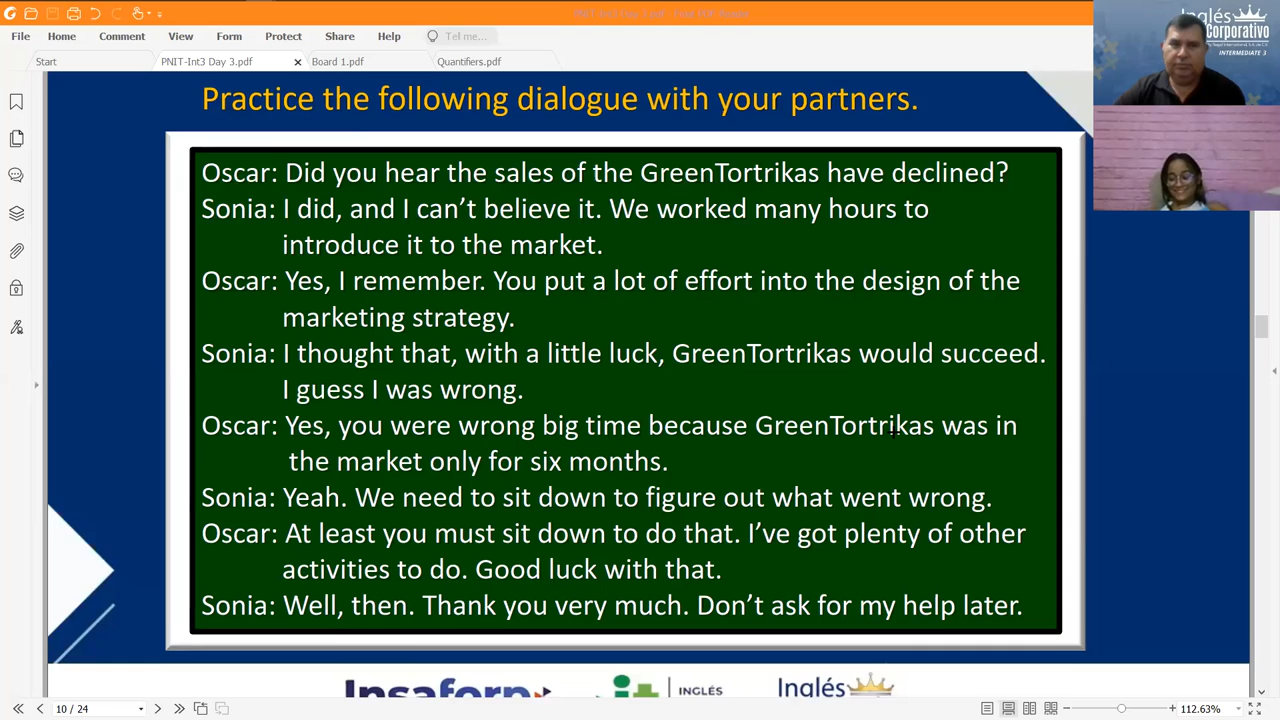 File Home Comment View Form Protect Share Help Tell me...
Start PNIT-Int3 Day 3.pdf Board 1.pdf Quantifiers.pdf
Inglés
Corporativo
INTERMEDIATE 3
Practice the following dialogue with your partners.
Oscar: Did you hear the sales of the GreenTortrikas have declined?
Sonia: I did, and I can’t believe it. We worked many hours to
introduce it to the market.
Oscar: Yes, I remember. You put a lot of effort into the design of the
marketing strategy.
Sonia: I thought that, with a little luck, GreenTortrikas would succeed.
I guess I was wrong.
Oscar: Yes, you were wrong big time because GreenTortrikas was in
the market only for six months.
Sonia: Yeah. We need to sit down to figure out what went wrong.
Oscar: At least you must sit down to do that. I’ve got plenty of other
activities to do. Good luck with that.
Sonia: Well, then. Thank you very much. Don’t ask for my help later.
Insaforp INGLÉS Inglés
10 / 24 112.63%